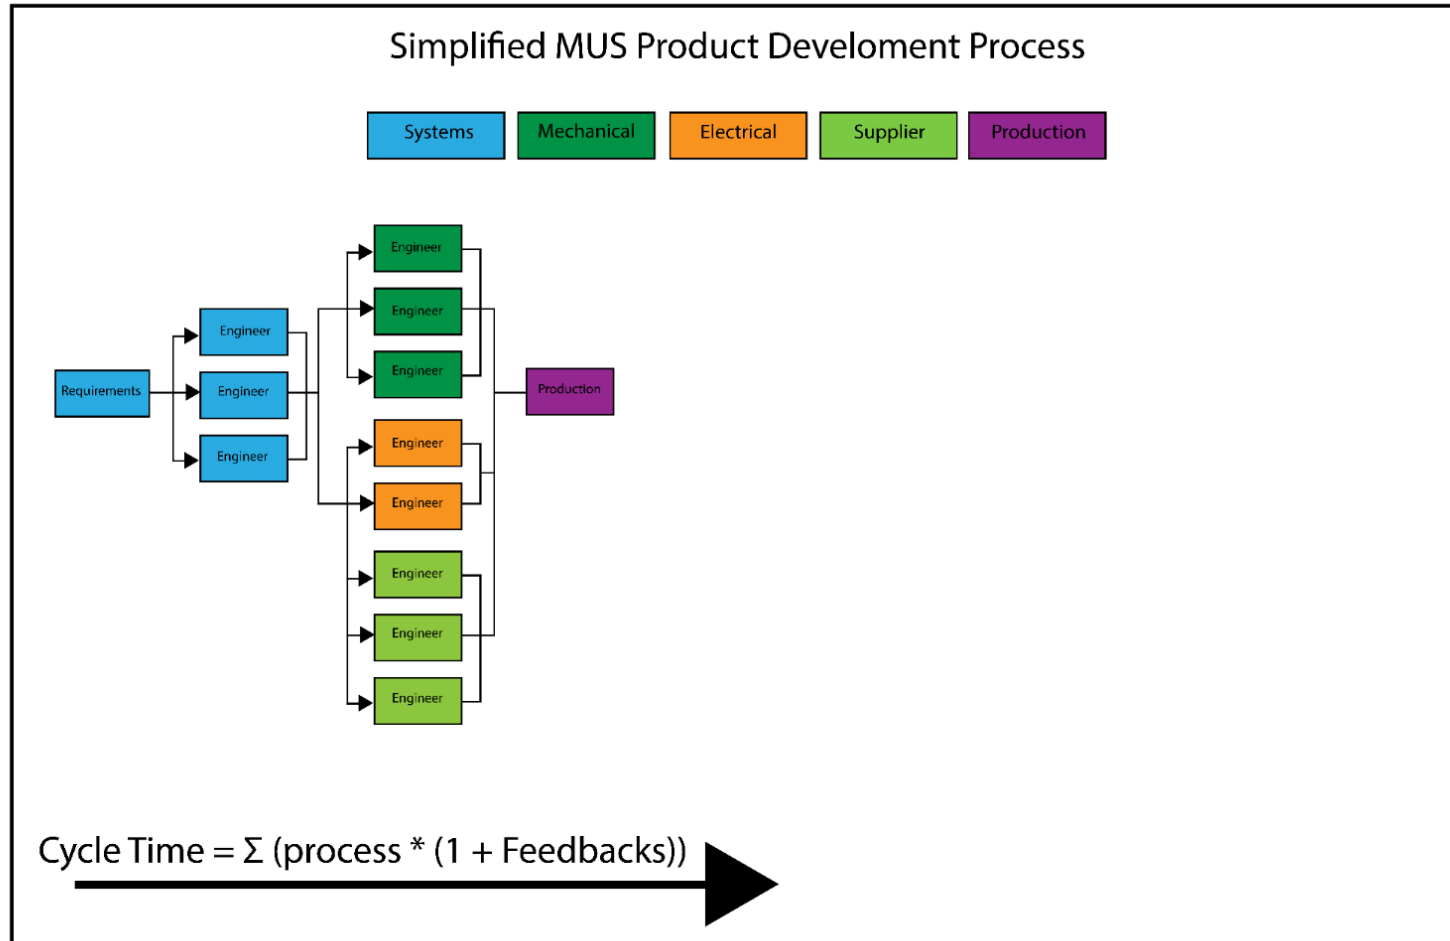 Simplified MUS Product Develoment Process
Systems
Mechanical
Electrical
Supplier
Production
Requirements
Engineer
Engineer
Engineer
Engineer
Engineer
Engineer
Engineer
Engineer
Engineer
Engineer
Engineer
Production
Cycle Time = Σ (process * (1 + Feedbacks))